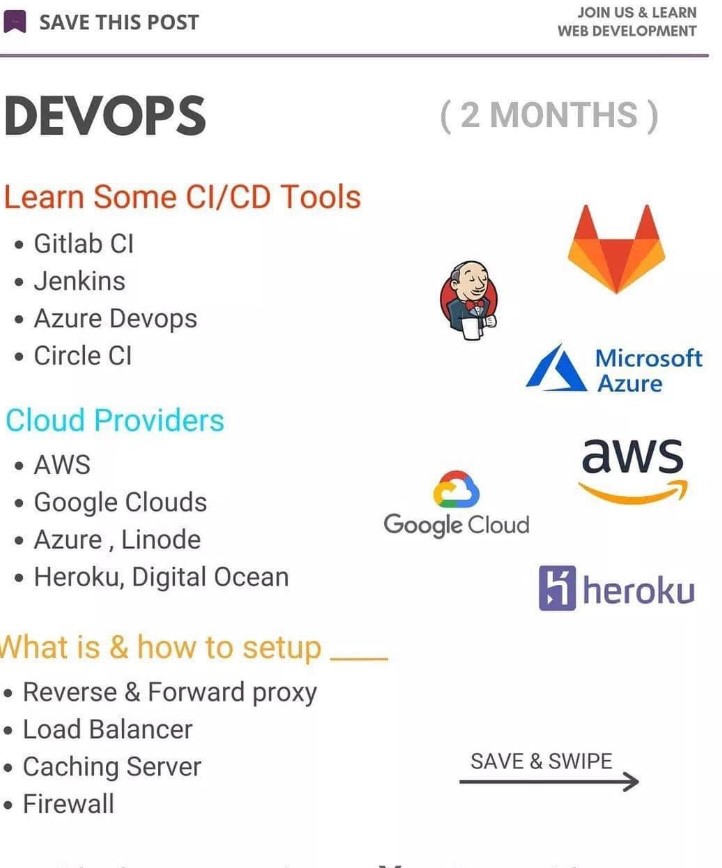 SAVE THIS POST
JOIN US & LEARN
WEB DEVELOPMENT
DEVOPS
( 2 MONTHS )
Learn Some CI/CD Tools
• Gitlab CI
• Jenkins
• Azure Devops
• Circle CI
Microsoft
Azure
Cloud Providers
• AWS
• Google Clouds
• Azure , Linode
• Heroku, Digital Ocean
aws
Google Cloud
heroku
What is & how to setup ____
• Reverse & Forward proxy
• Load Balancer
• Caching Server
• Firewall
SAVE & SWIPE